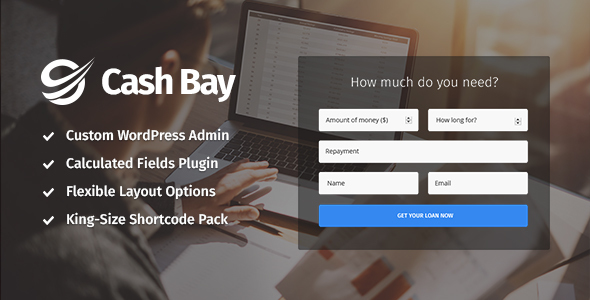 Cash Bay
Custom WordPress Admin
Calculated Fields Plugin
Flexible Layout Options
King-Size Shortcode Pack
How much do you need?
Amount of money ($)
How long for?
Repayment
Name
Email
GET YOUR LOAN NOW